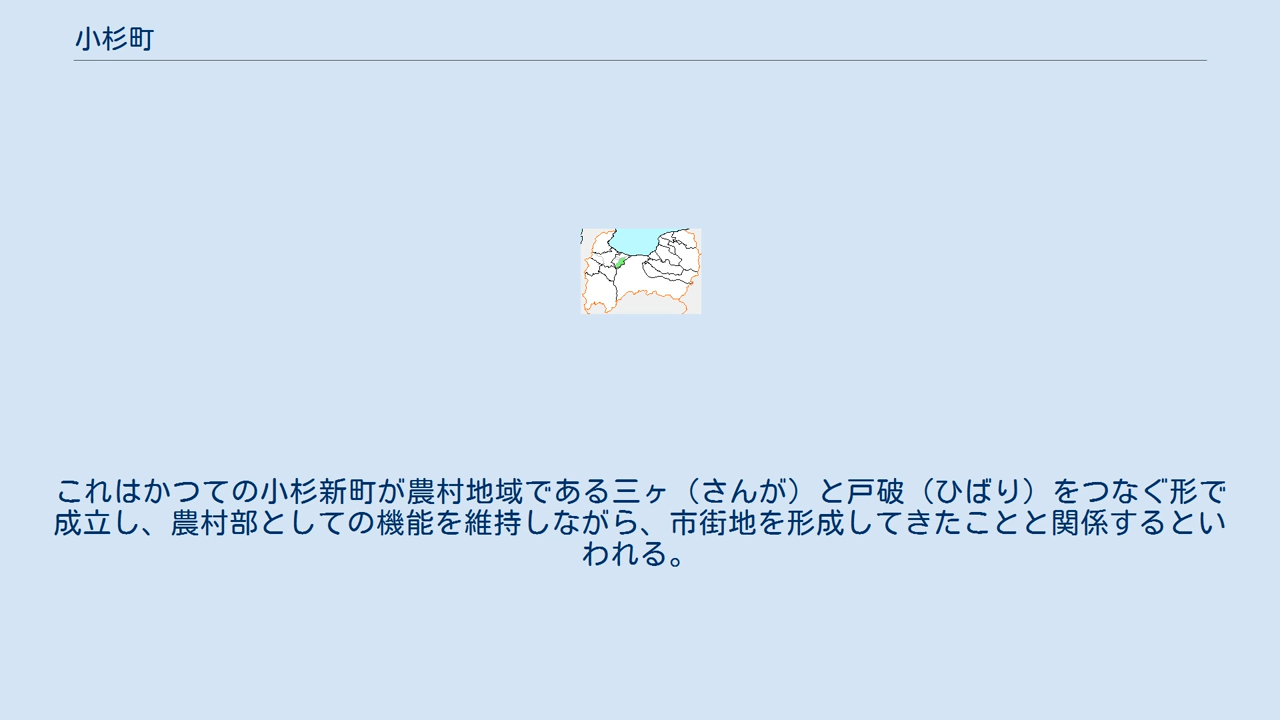 小杉町
これはかつての小杉新町が農村地域である三ヶ（さんが）と戸破（ひばり）をつなぐ形で
成立し、農村部としての機能を維持しながら、市街地を形成してきたことと関係するとい
われる。